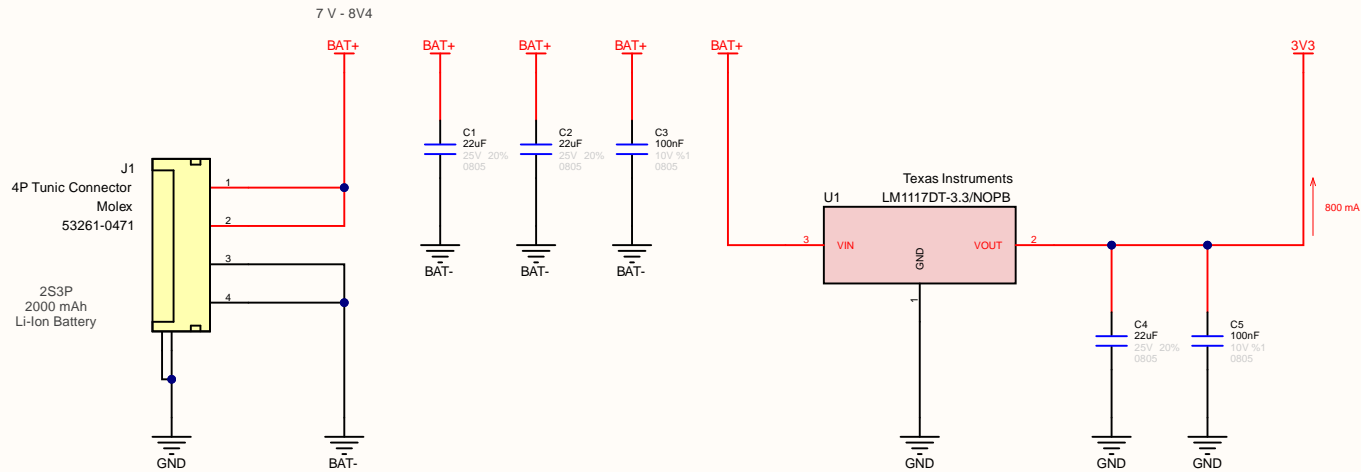 7 V - 8V4
BAT+
BAT+
BAT+
BAT+
BAT+
3V3
J1
4P Tunic Connector
Molex
53261-0471
1
2
3
4
2S3P
2000 mAh
Li-Ion Battery
GND
BAT-
C1
22uF
25V 20%
0805
BAT-
C2
22uF
25V 20%
0805
BAT-
C3
100nF
10V %1
0805
BAT-
Texas Instruments
U1
LM1117DT-3.3/NOPB
3
VIN
GND
VOUT
2
1
GND
800 mA
C4
22uF
25V 20%
0805
GND
C5
100nF
10V %1
0805
GND